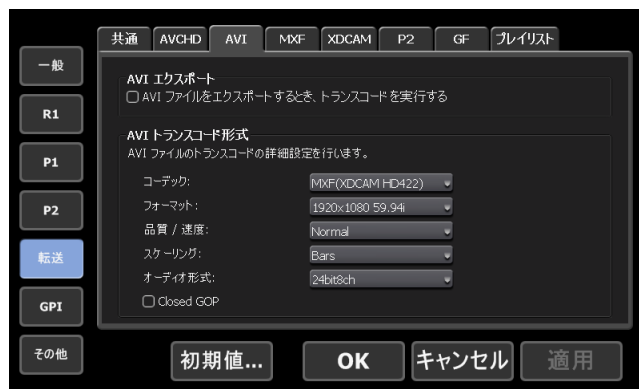 共通 AVCHD AVI MXF XDCAM P2 GF プレイリスト
一般
R1
P1
P2
転送
GPI
その他
AVI エクスポート
AVI ファイルをエクスポートするとき、トランスコードを実行する
AVI トランスコード形式
AVI ファイルのトランスコードの詳細設定を行います。
コーデック: MXF(XDCAM HD422)
フォーマット: 1920x1080 59.94i
品質 / 速度: Normal
スケーリング: Bars
オーディオ形式: 24bit8ch
Closed GOP
初期値... OK キャンセル 適用